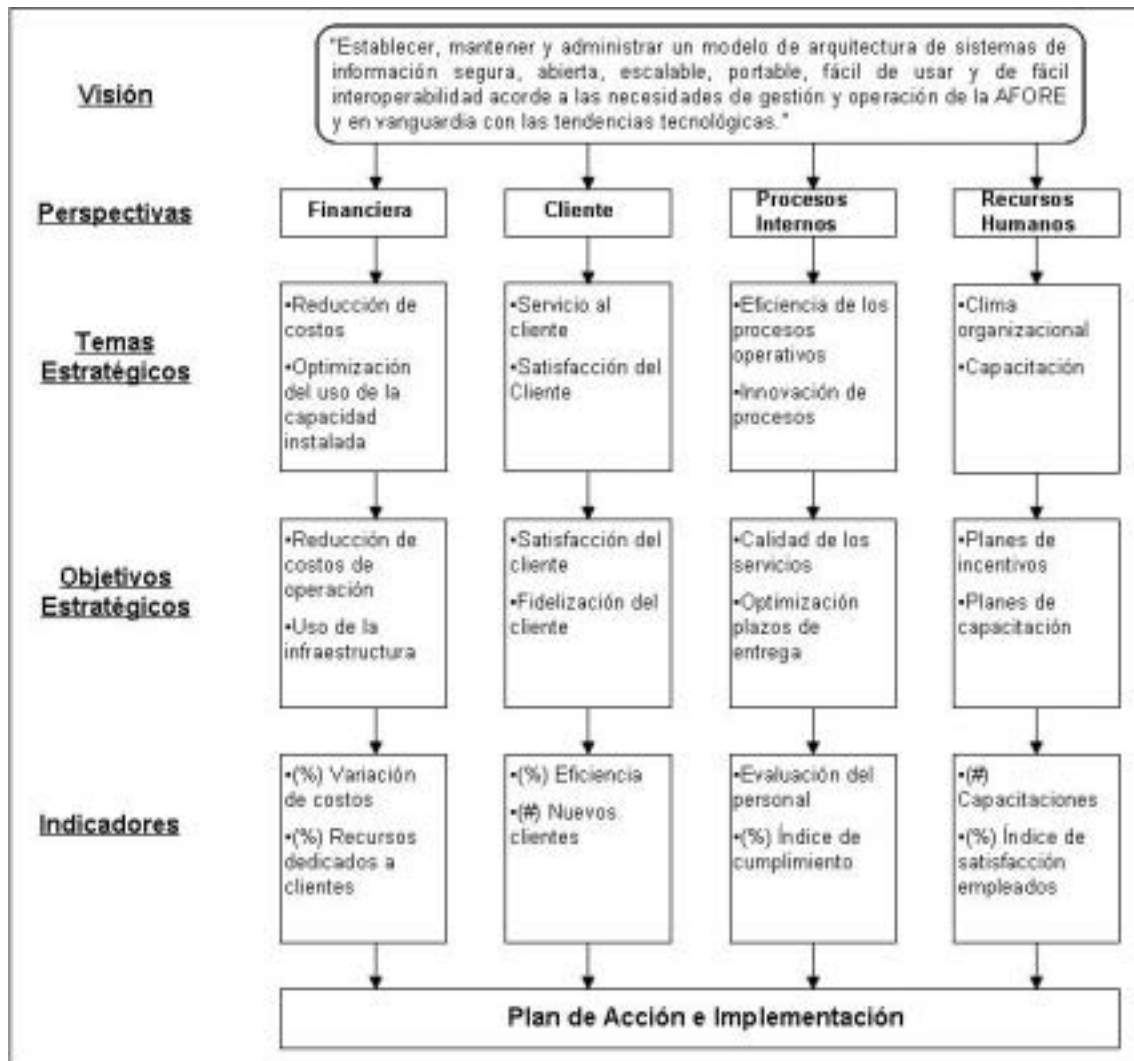 "Establecer, mantener y administrar un modelo de arquitectura de sistemas de
información segura, abierta, escalable, portable, fácil de usar y de fácil
interoperabilidad acorde a las necesidades de gestión y operación de la AFORE
y en vanguardia con las tendencias tecnológicas."
Visión
Perspectivas
Financiera
Cliente
Procesos
Internos
Recursos
Humanos
Temas
Estratégicos
•Reducción de
costos
•Optimización
del uso de la
capacidad
instalada
•Servicio al
cliente
•Satisfacción del
Cliente
•Eficiencia de los
procesos
operativos
•Innovación de
procesos
•Clima
organizacional
•Capacitación
Objetivos
Estratégicos
•Reducción de
costos de
operación
•Uso de la
infraestructura
•Satisfacción del
cliente
•Fidelización del
cliente
•Calidad de los
servicios
•Optimización
plazos de
entrega
•Planes de
incentivos
•Planes de
capacitación
Indicadores
•(%) Variación
de costos
•(%) Recursos
dedicados a
clientes
•(%) Eficiencia
•(#) Nuevos
clientes
•Evaluación del
personal
•(%) Índice de
cumplimiento
•(#)
Capacitaciones
•(%) Índice de
satisfacción
empleados
Plan de Acción e Implementación